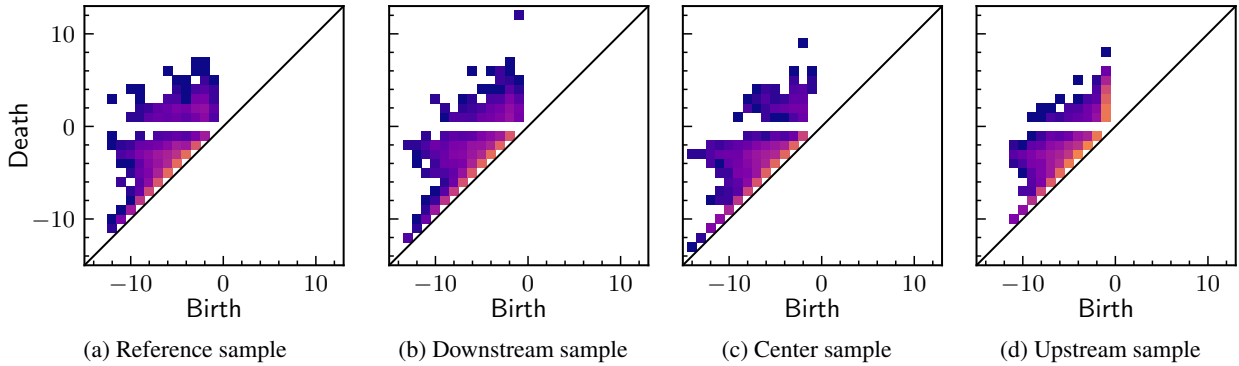 10
0
−10
Death
−10 0 10
Birth
−10 0 10
Birth
−10 0 10
Birth
−10 0 10
Birth
(a) Reference sample
(b) Downstream sample
(c) Center sample
(d) Upstream sample